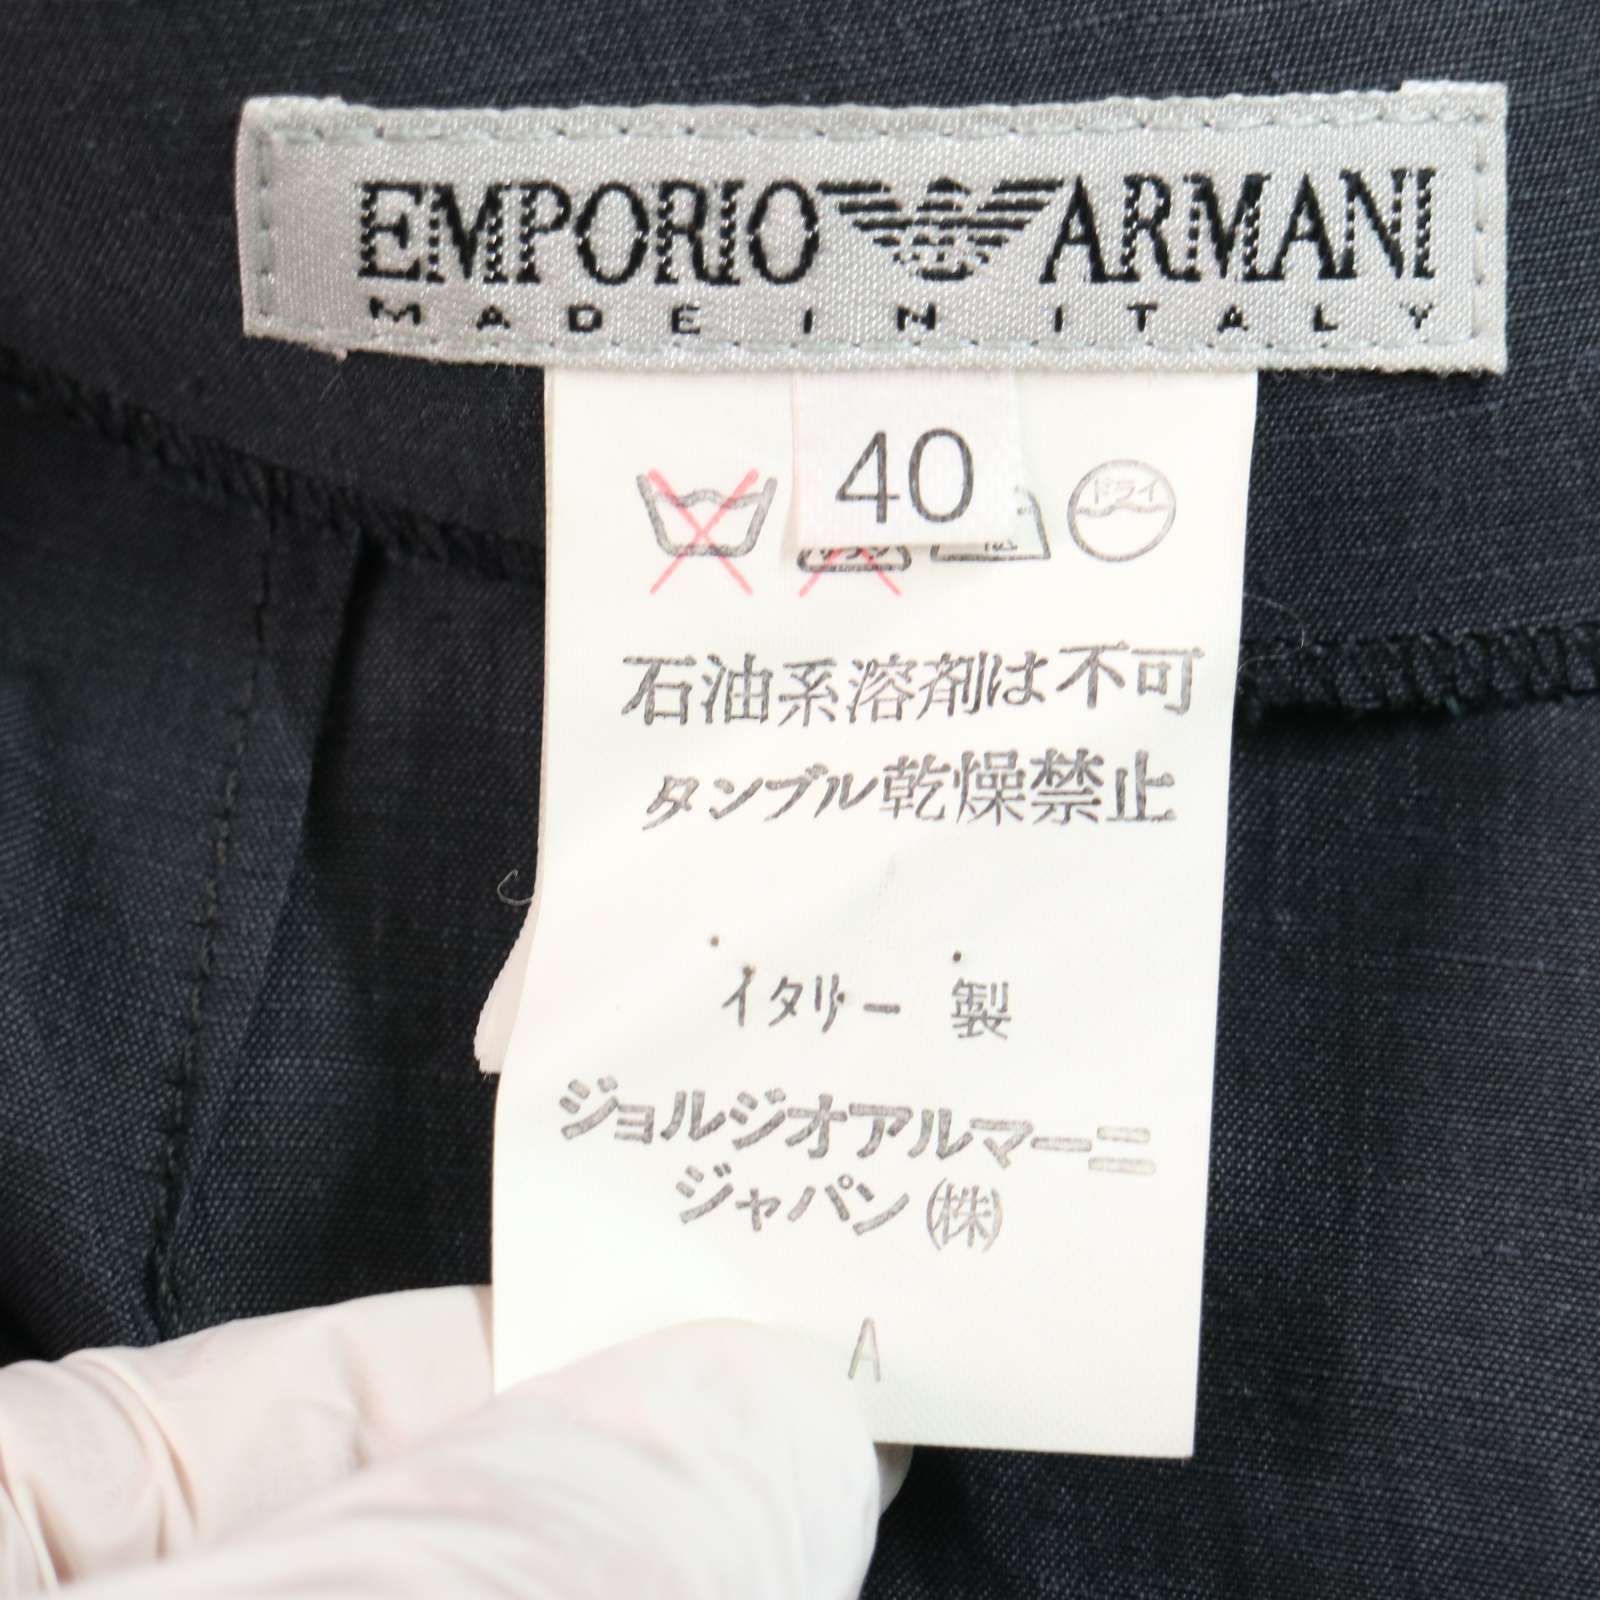 EMPORIO ARMANI
MADE IN ITALY
40
ドライ
石油系溶剤は不可
タンブル乾燥禁止
イタリー 製
ジョルジオアルマーニ
ジャパン(株)
A